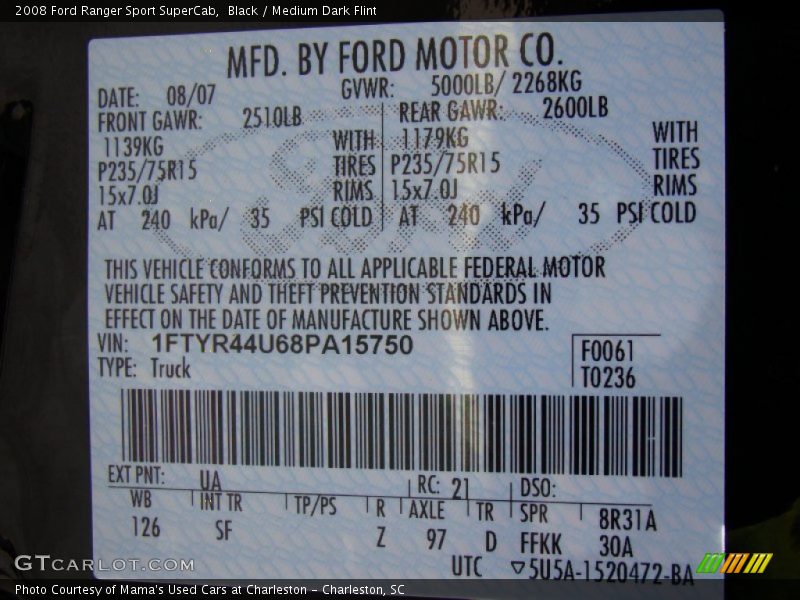 2008 Ford Ranger Sport SuperCab, Black / Medium Dark Flint
MFD. BY FORD MOTOR CO.
DATE: 08/07 GVWR: 5000LB/ 2268KG
FRONT GAWR: 2510LB REAR GAWR: 2600LB
1139KG WITH 1179KG WITH
P235/75R15 TIRES P235/75R15 TIRES
15x7.0J RIMS 15x7.0J RIMS
AT 240 kPa/ 35 PSI COLD AT 240 kPa/ 35 PSI COLD
THIS VEHICLE CONFORMS TO ALL APPLICABLE FEDERAL MOTOR
VEHICLE SAFETY AND THEFT PREVENTION STANDARDS IN
EFFECT ON THE DATE OF MANUFACTURE SHOWN ABOVE.
VIN: 1FTYR44U68PA15750 F0061
TYPE: Truck T0236
EXT PNT: UA RC: 21 DSO:
WB INT TR TP/PS R AXLE TR SPR 8R31A
126 SF Z 97 D FFKK 30A
UTC ▽5U5A-1520472-BA
GTCARLOT.COM
Photo Courtesy of Mama's Used Cars at Charleston – Charleston, SC